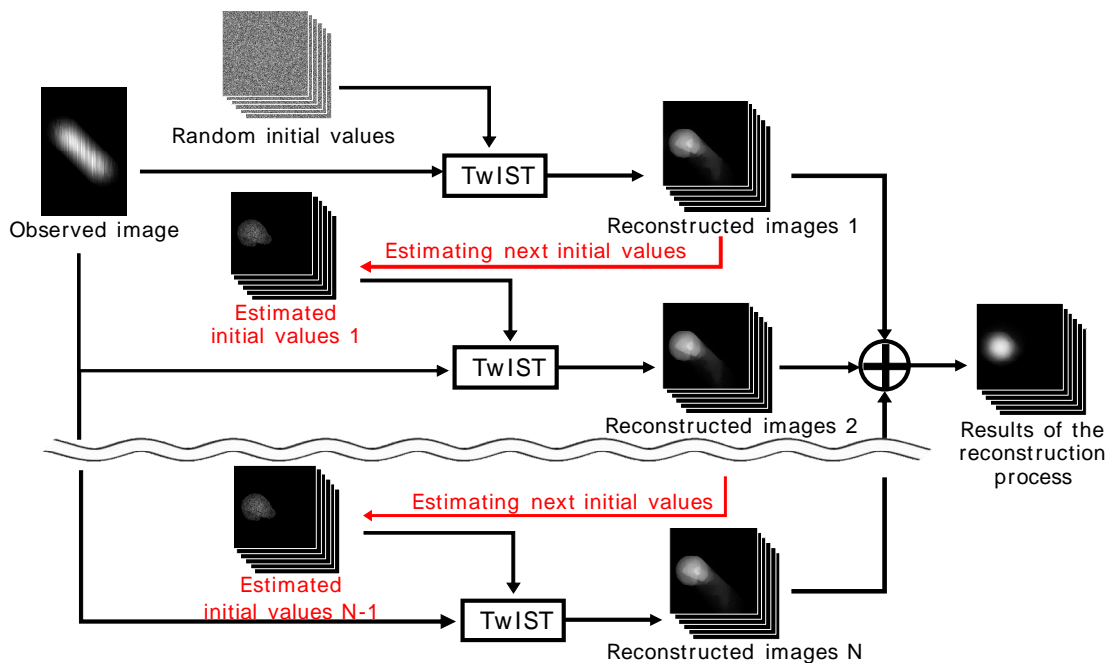 Random initial values
TwIST
Observed image
Reconstructed images 1
Estimating next initial values
Estimated
initial values 1
TwIST
Reconstructed images 2
Results of the
reconstruction
process
Estimating next initial values
Estimated
initial values N-1
TwIST
Reconstructed images N